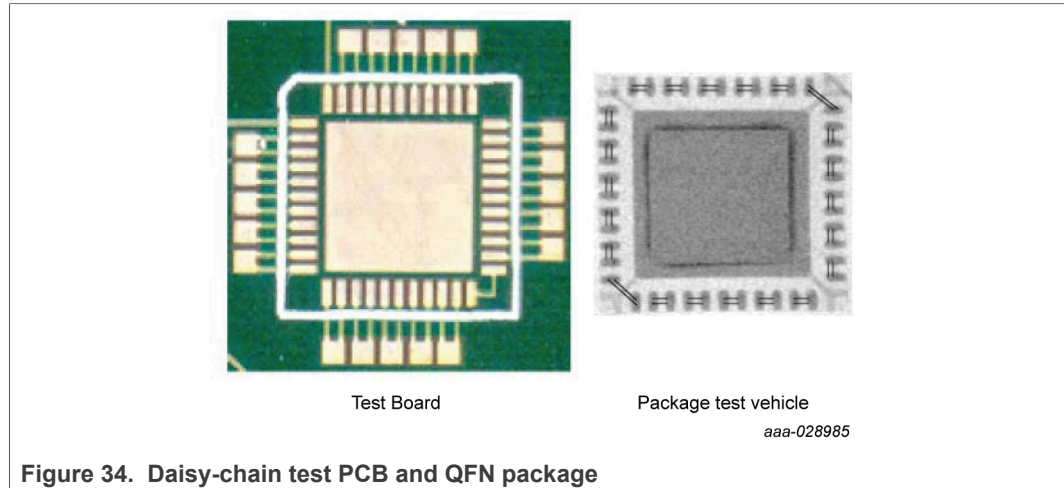 Test Board
Package test vehicle
aaa-028985
Figure 34. Daisy-chain test PCB and QFN package